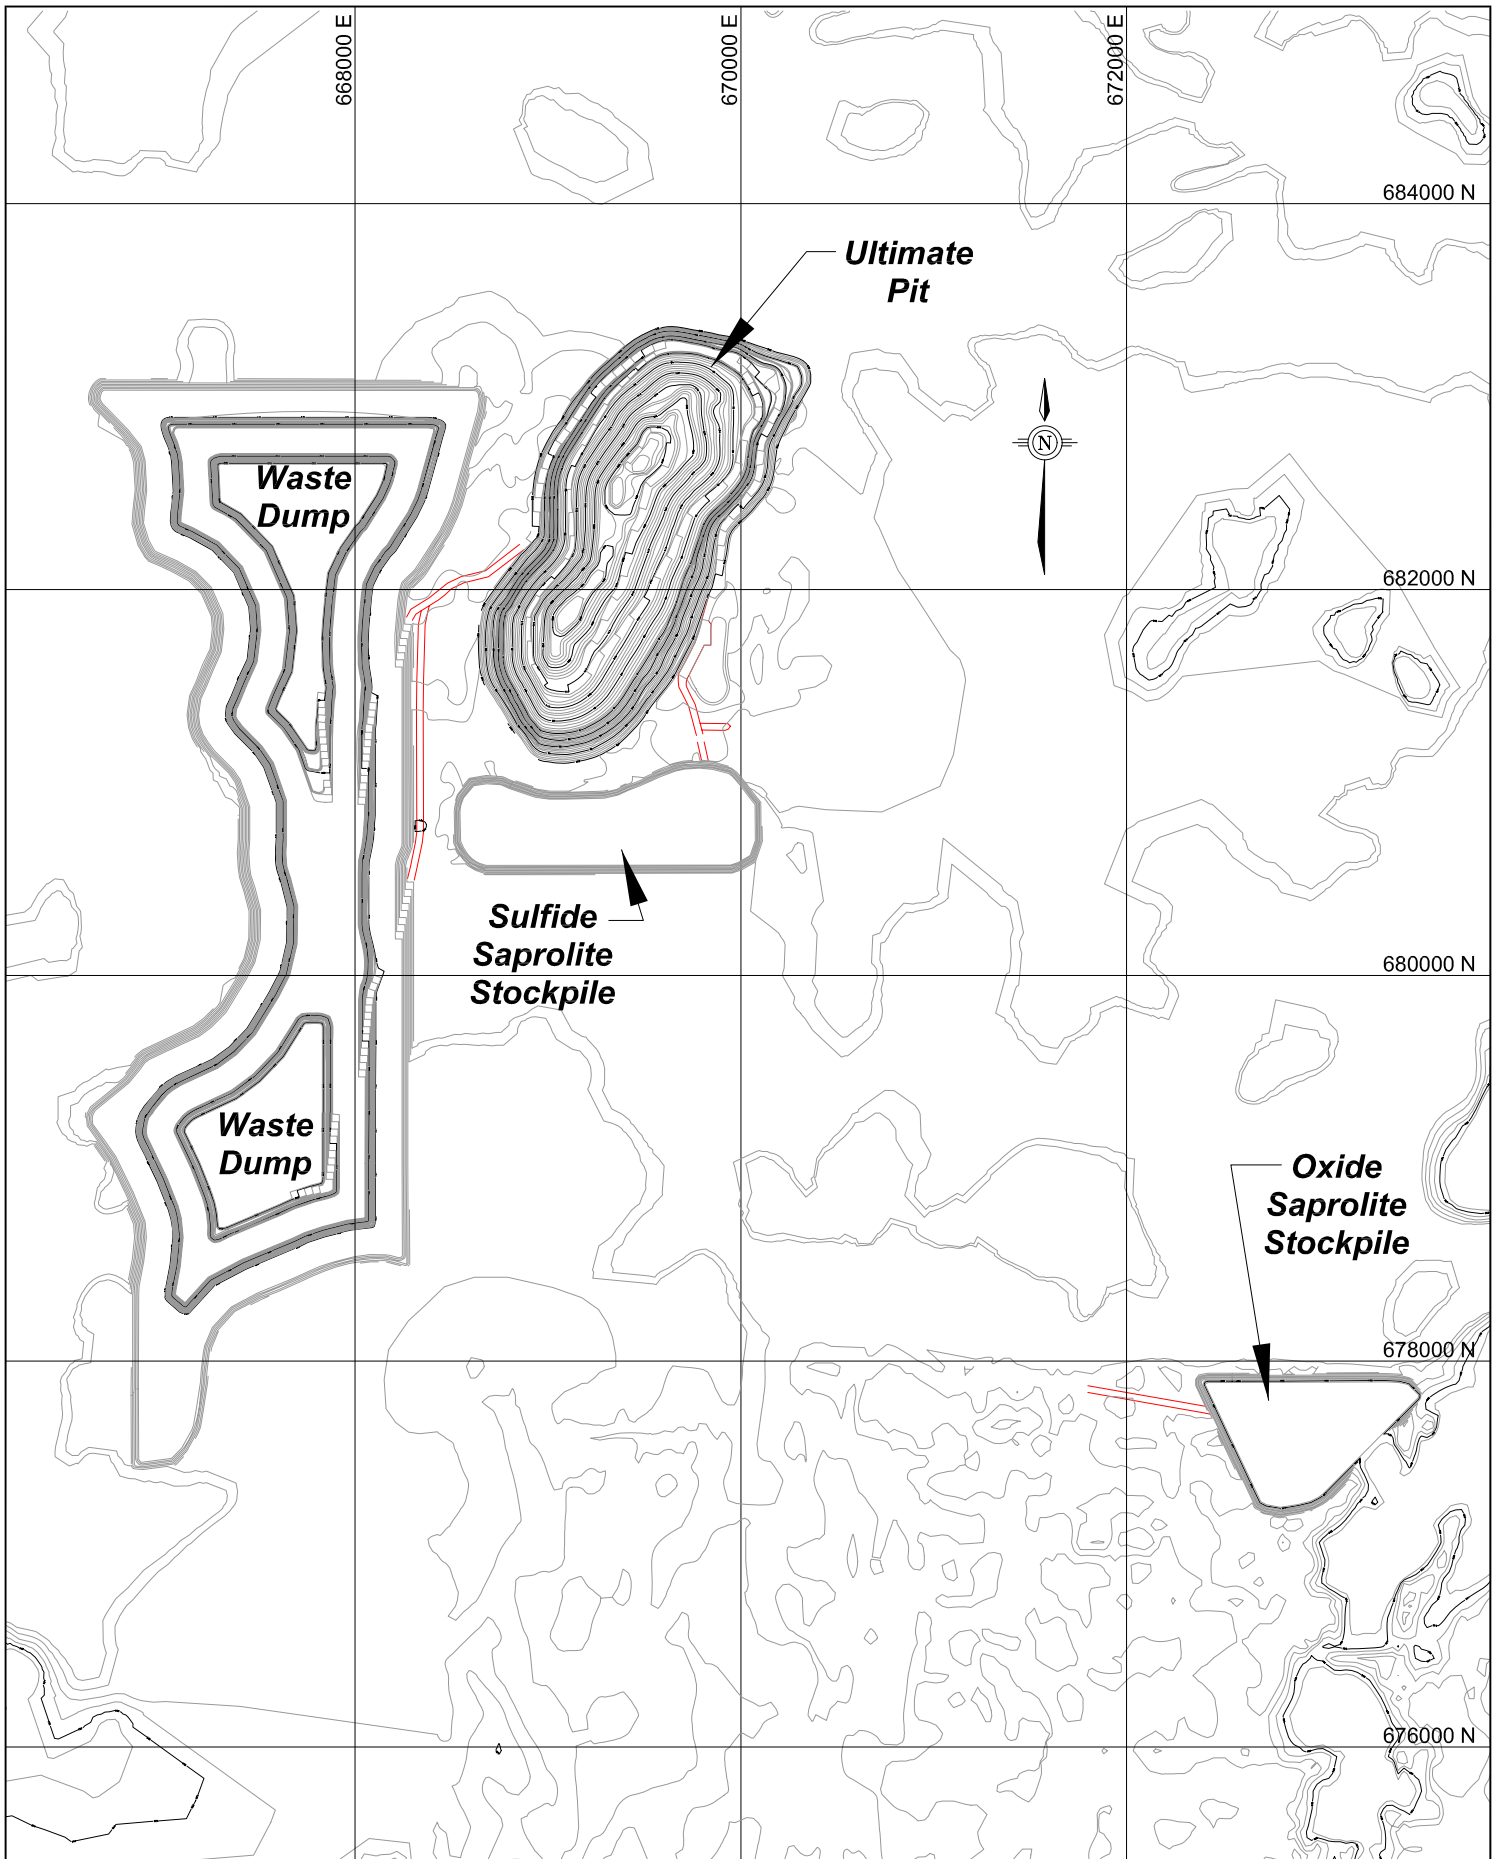 668000 E
670000 E
672000 E
684000 N
Ultimate
Pit
Waste
Dump
N
682000 N
Sulfide
Saprolite
Stockpile
680000 N
Waste
Dump
Oxide
Saprolite
Stockpile
678000 N
676000 N